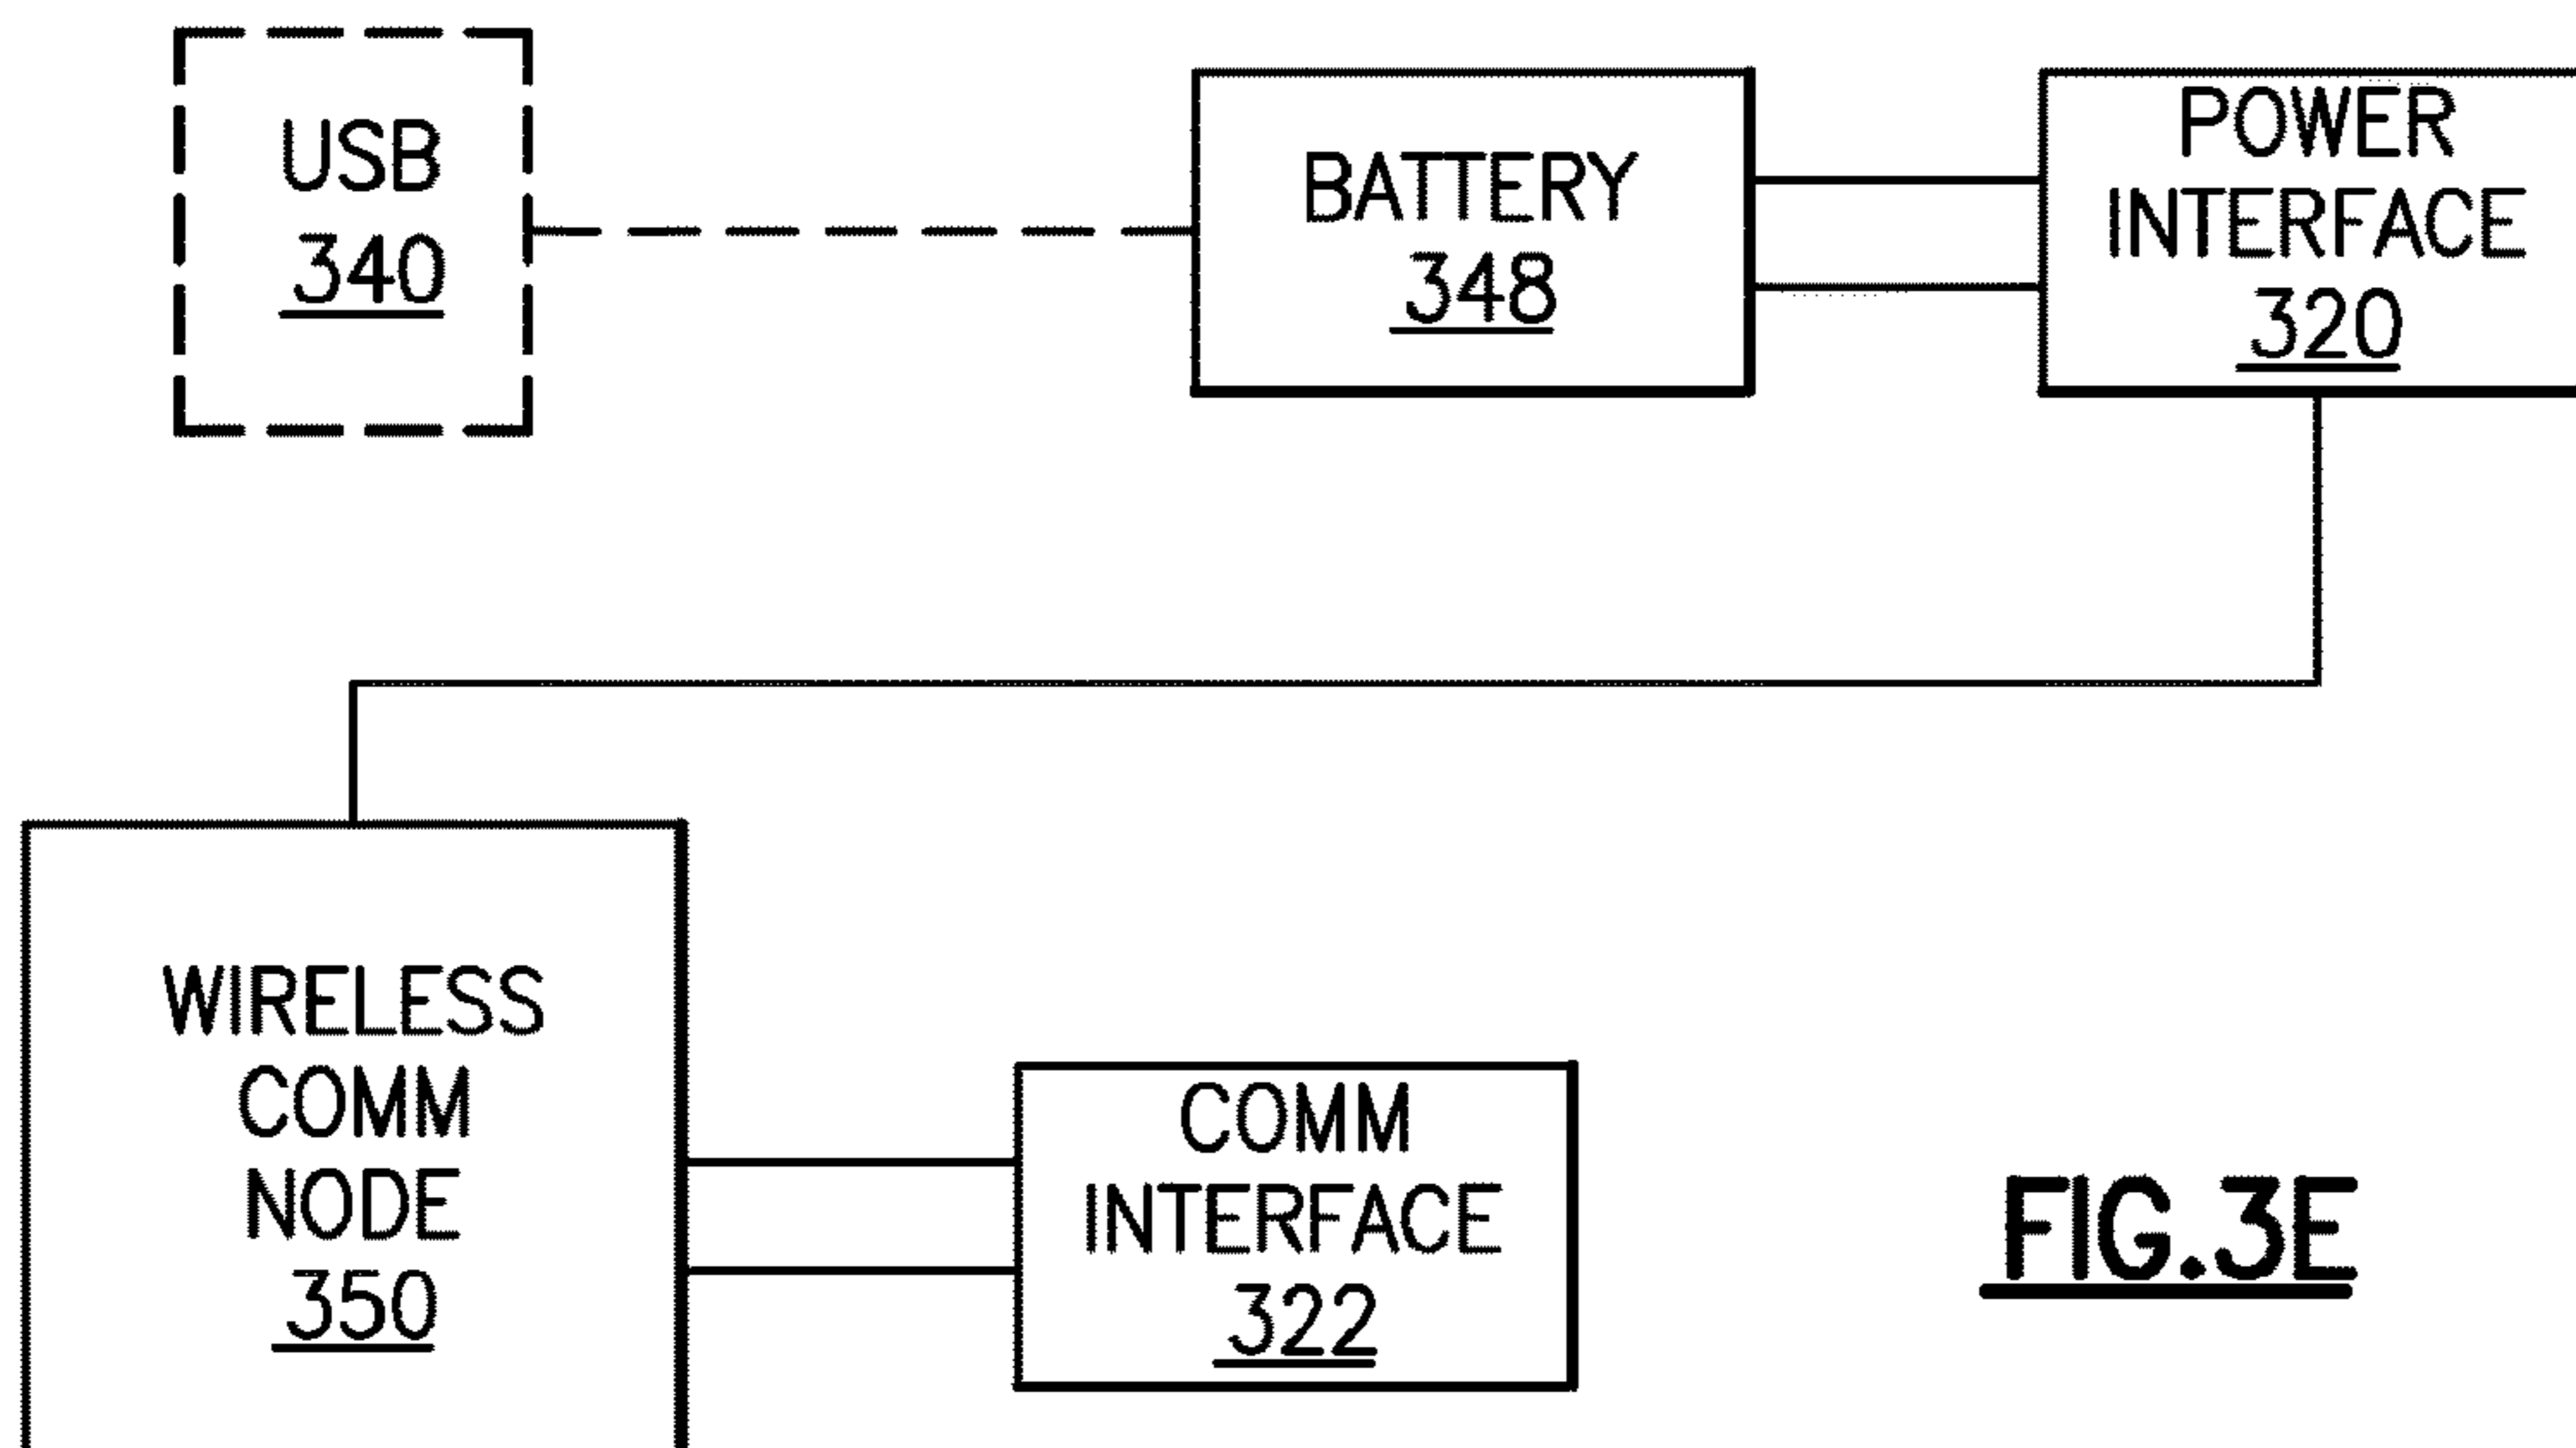 USB
340
BATTERY
348
POWER
INTERFACE
320
WIRELESS
COMM
NODE
350
COMM
INTERFACE
322
FIG.3E